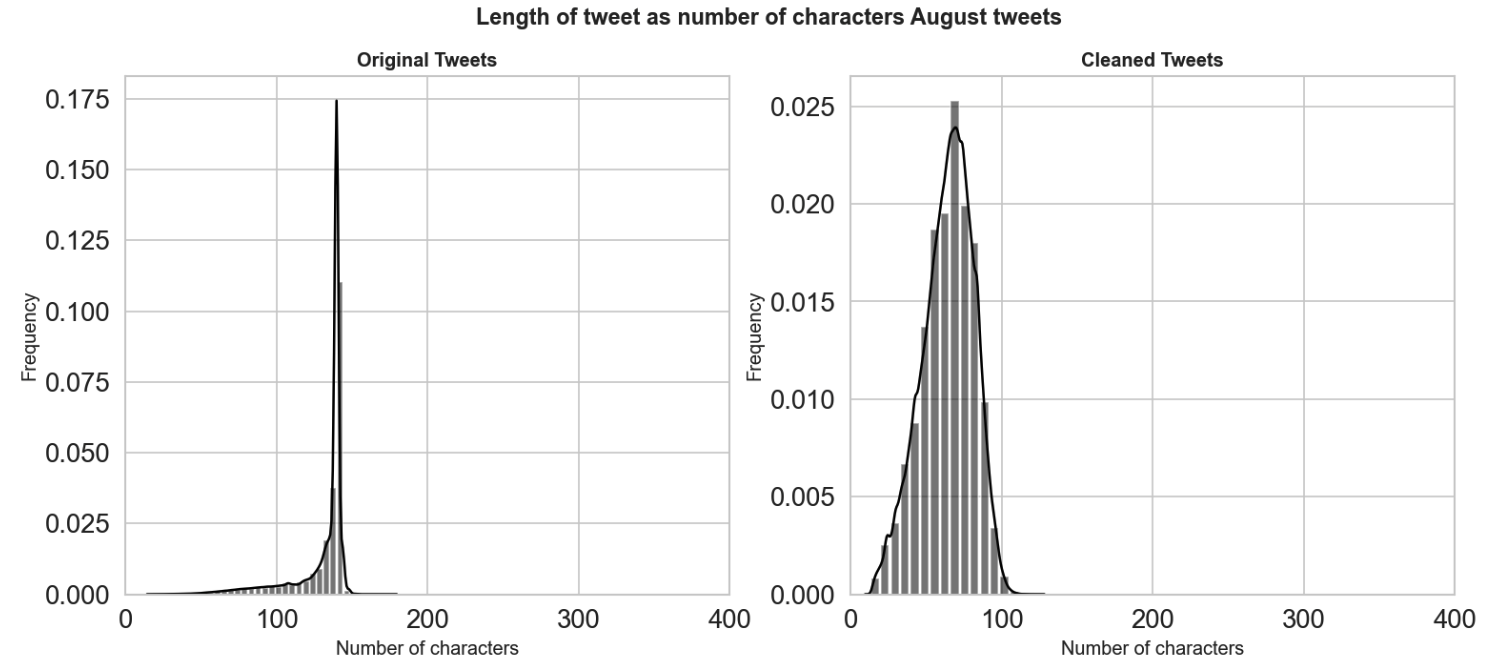 Length of tweet as number of characters August tweets
Original Tweets
0.175
0.150
0.125
0.100
0.075
0.050
0.025
0.000
Frequency
0 100 200 300 400
Number of characters
Cleaned Tweets
0.025
0.020
0.015
0.010
0.005
0.000
Frequency
0 100 200 300 400
Number of characters